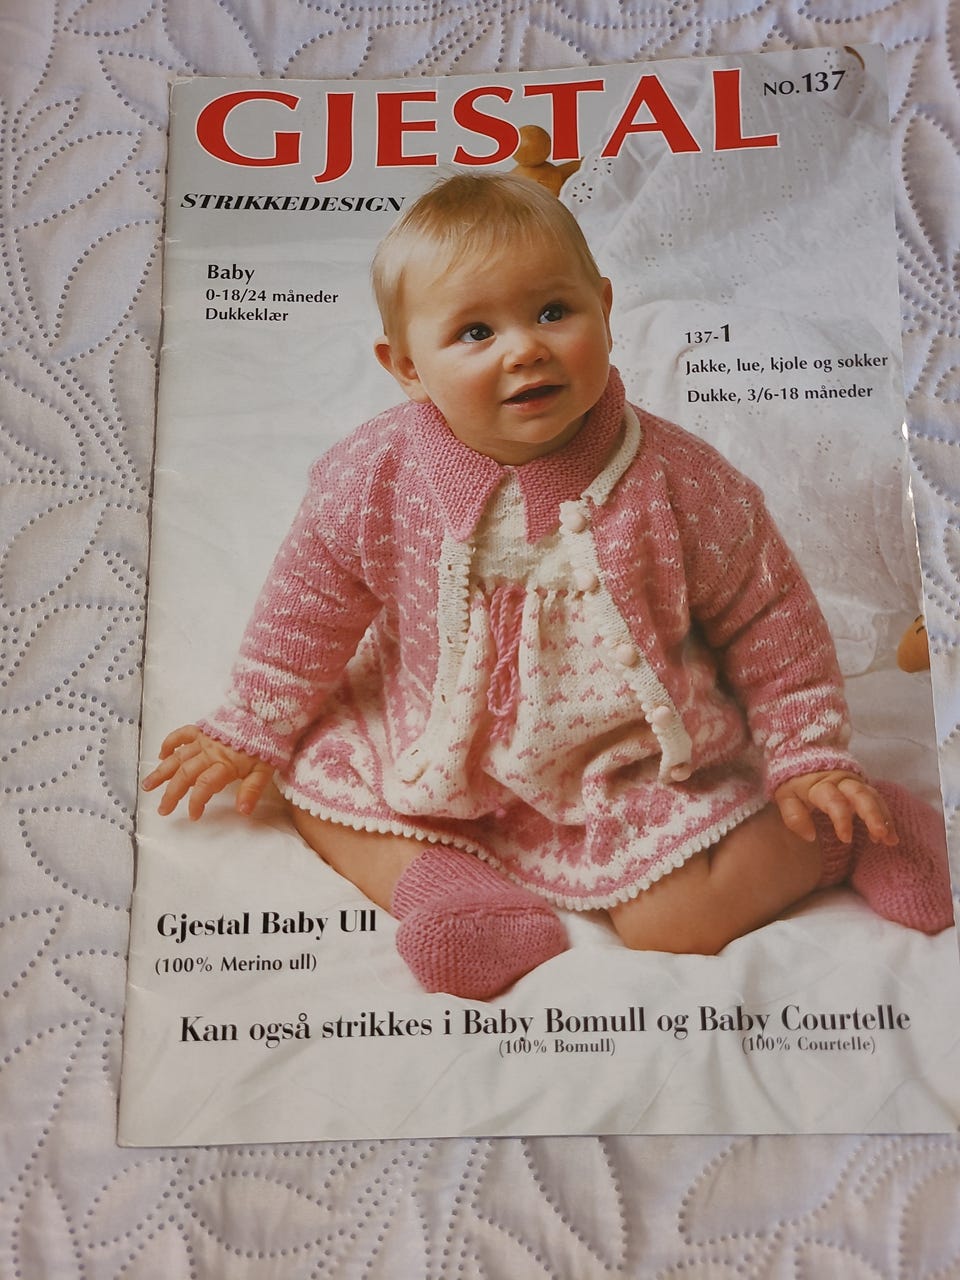 GJESTAL
NO.137
STRIKKEDESIGN
Baby
0-18/24 måneder
Dukkeklær
137-1
Jakke, lue, kjole og sokker
Dukke, 3/6-18 måneder
Gjestal Baby Ull
(100% Merino ull)
Kan også strikkes i Baby Bomull og Baby Courtelle
(100% Bomull) (100% Courtelle)